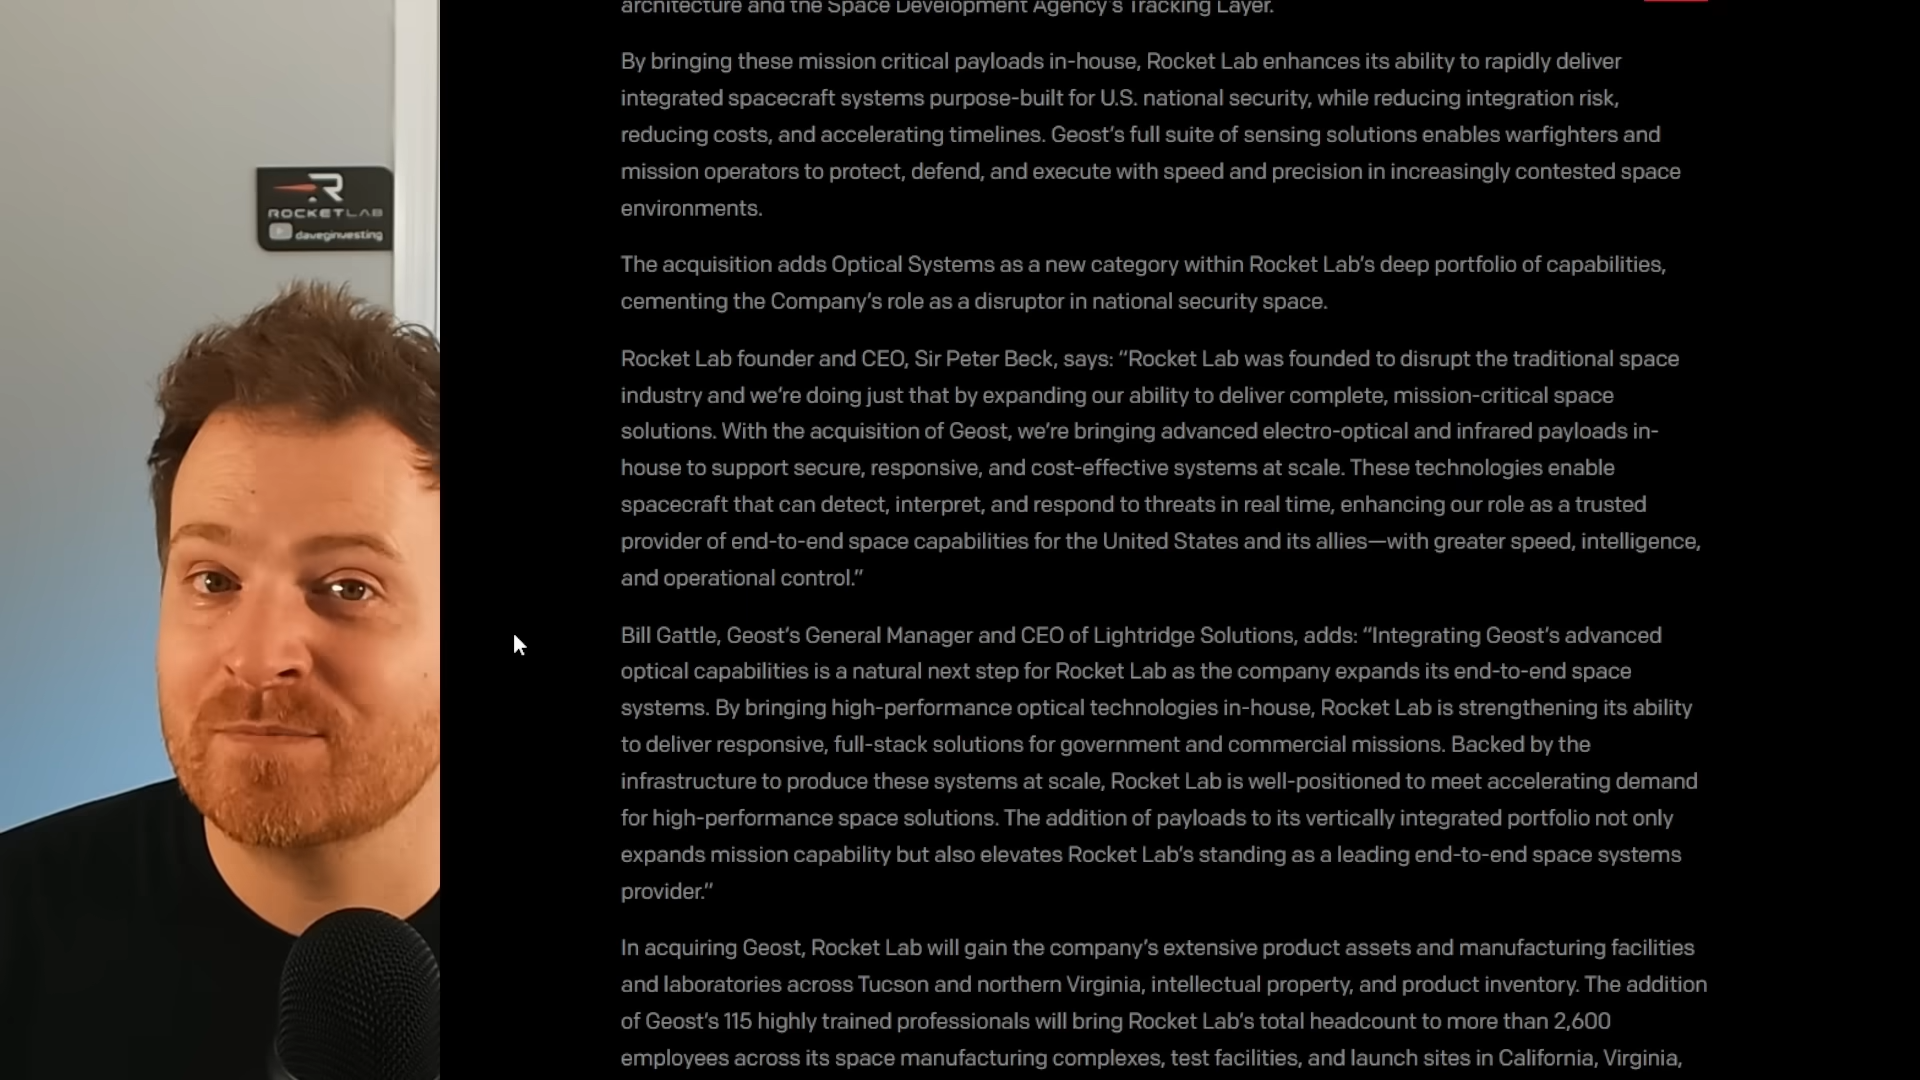 architecture and the Space Development Agency's Tracking Layer.
By bringing these mission critical payloads in-house, Rocket Lab enhances its ability to rapidly deliver
integrated spacecraft systems purpose-built for U.S. national security, while reducing integration risk,
reducing costs, and accelerating timelines. Geost's full suite of sensing solutions enables warfighters and
mission operators to protect, defend, and execute with speed and precision in increasingly contested space
environments.
The acquisition adds Optical Systems as a new category within Rocket Lab's deep portfolio of capabilities,
cementing the Company's role as a disruptor in national security space.
Rocket Lab founder and CEO, Sir Peter Beck, says: “Rocket Lab was founded to disrupt the traditional space
industry and we're doing just that by expanding our ability to deliver complete, mission-critical space
solutions. With the acquisition of Geost, we're bringing advanced electro-optical and infrared payloads in-
house to support secure, responsive, and cost-effective systems at scale. These technologies enable
spacecraft that can detect, interpret, and respond to threats in real time, enhancing our role as a trusted
provider of end-to-end space capabilities for the United States and its allies—with greater speed, intelligence,
and operational control.”
Bill Gattle, Geost's General Manager and CEO of Lightridge Solutions, adds: “Integrating Geost's advanced
optical capabilities is a natural next step for Rocket Lab as the company expands its end-to-end space
systems. By bringing high-performance optical technologies in-house, Rocket Lab is strengthening its ability
to deliver responsive, full-stack solutions for government and commercial missions. Backed by the
infrastructure to produce these systems at scale, Rocket Lab is well-positioned to meet accelerating demand
for high-performance space solutions. The addition of payloads to its vertically integrated portfolio not only
expands mission capability but also elevates Rocket Lab's standing as a leading end-to-end space systems
provider.”
In acquiring Geost, Rocket Lab will gain the company's extensive product assets and manufacturing facilities
and laboratories across Tucson and northern Virginia, intellectual property, and product inventory. The addition
of Geost's 115 highly trained professionals will bring Rocket Lab's total headcount to more than 2,600
employees across its space manufacturing complexes, test facilities, and launch sites in California, Virginia,
ROCKETLAB
daveginvesting